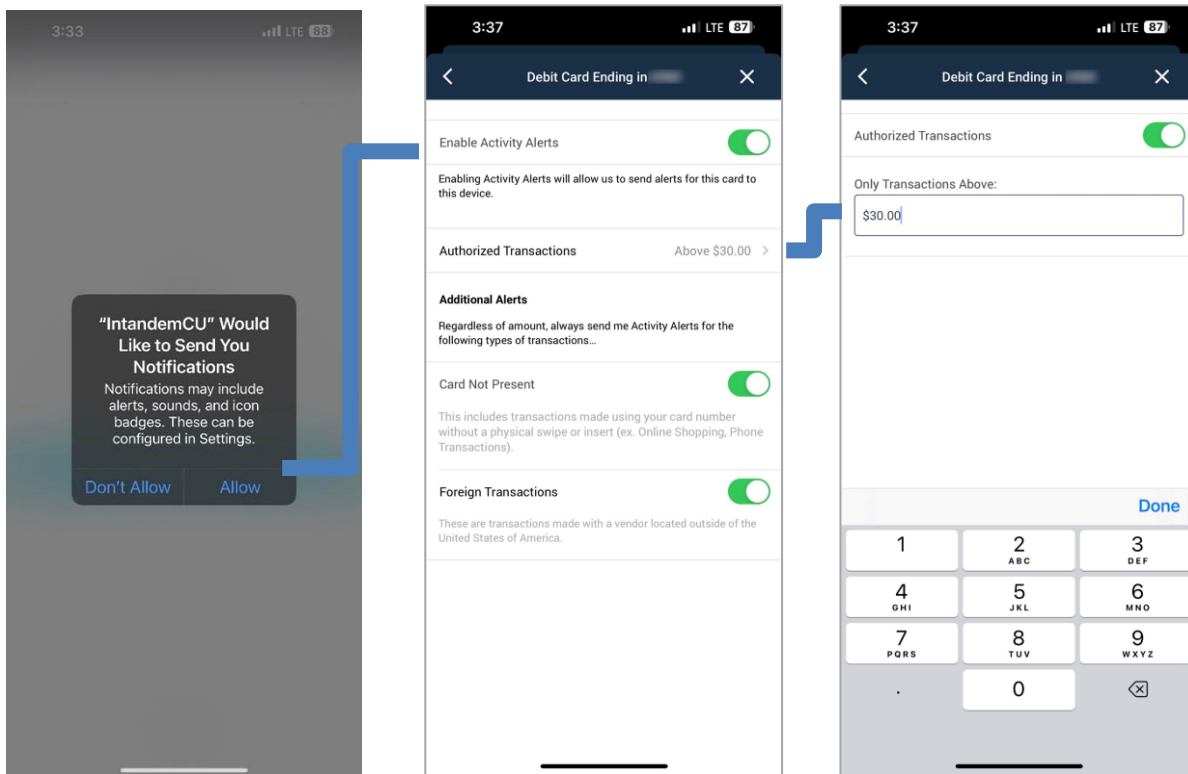 3:33
LTE 88
"IntandemCU" Would
Like to Send You
Notifications
Notifications may include
alerts, sounds, and icon
badges. These can be
configured in Settings.
Don't Allow
Allow
3:37
LTE 87
Debit Card Ending in
Enable Activity Alerts
Enabling Activity Alerts will allow us to send alerts for this card to
this device.
Authorized Transactions
Above $30.00 >
Additional Alerts
Regardless of amount, always send me Activity Alerts for the
following types of transactions...
Card Not Present
This includes transactions made using your card number
without a physical swipe or insert (ex. Online Shopping, Phone
Transactions).
Foreign Transactions
These are transactions made with a vendor located outside of the
United States of America.
3:37
LTE 87
Debit Card Ending in
Authorized Transactions
Only Transactions Above:
$30.00
Done
1
2
ABC
3
DEF
4
GHI
5
JKL
6
MNO
7
PQRS
8
TUV
9
WXYZ
.
0